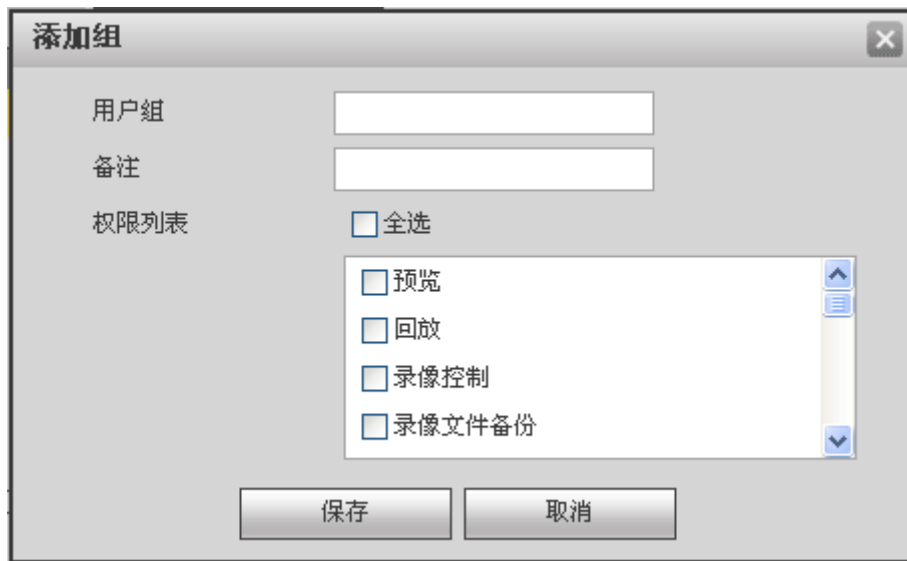 添加组
用户组
备注
权限列表 全选
预览
回放
录像控制
录像文件备份
保存 取消